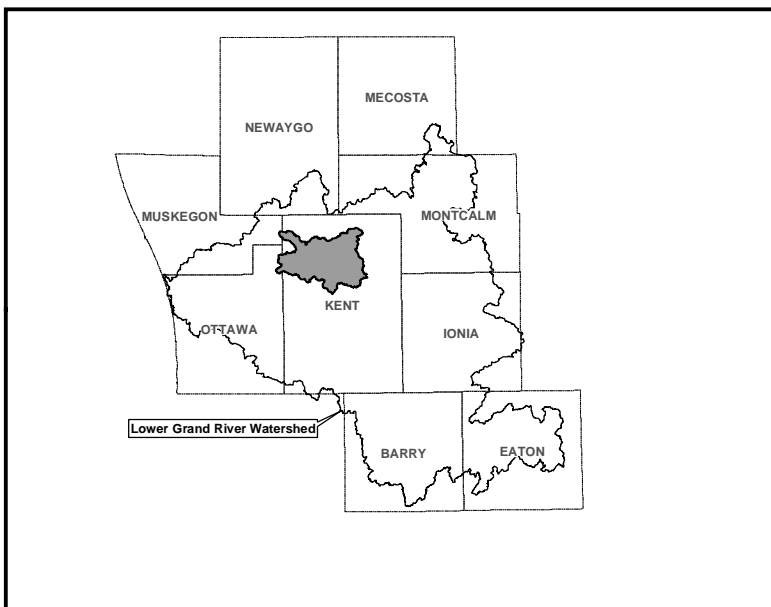 MECOSTA
NEWAYGO
MUSKEGON
MONTCALM
KENT
OTTAWA
IONIA
Lower Grand River Watershed
BARRY
EATON